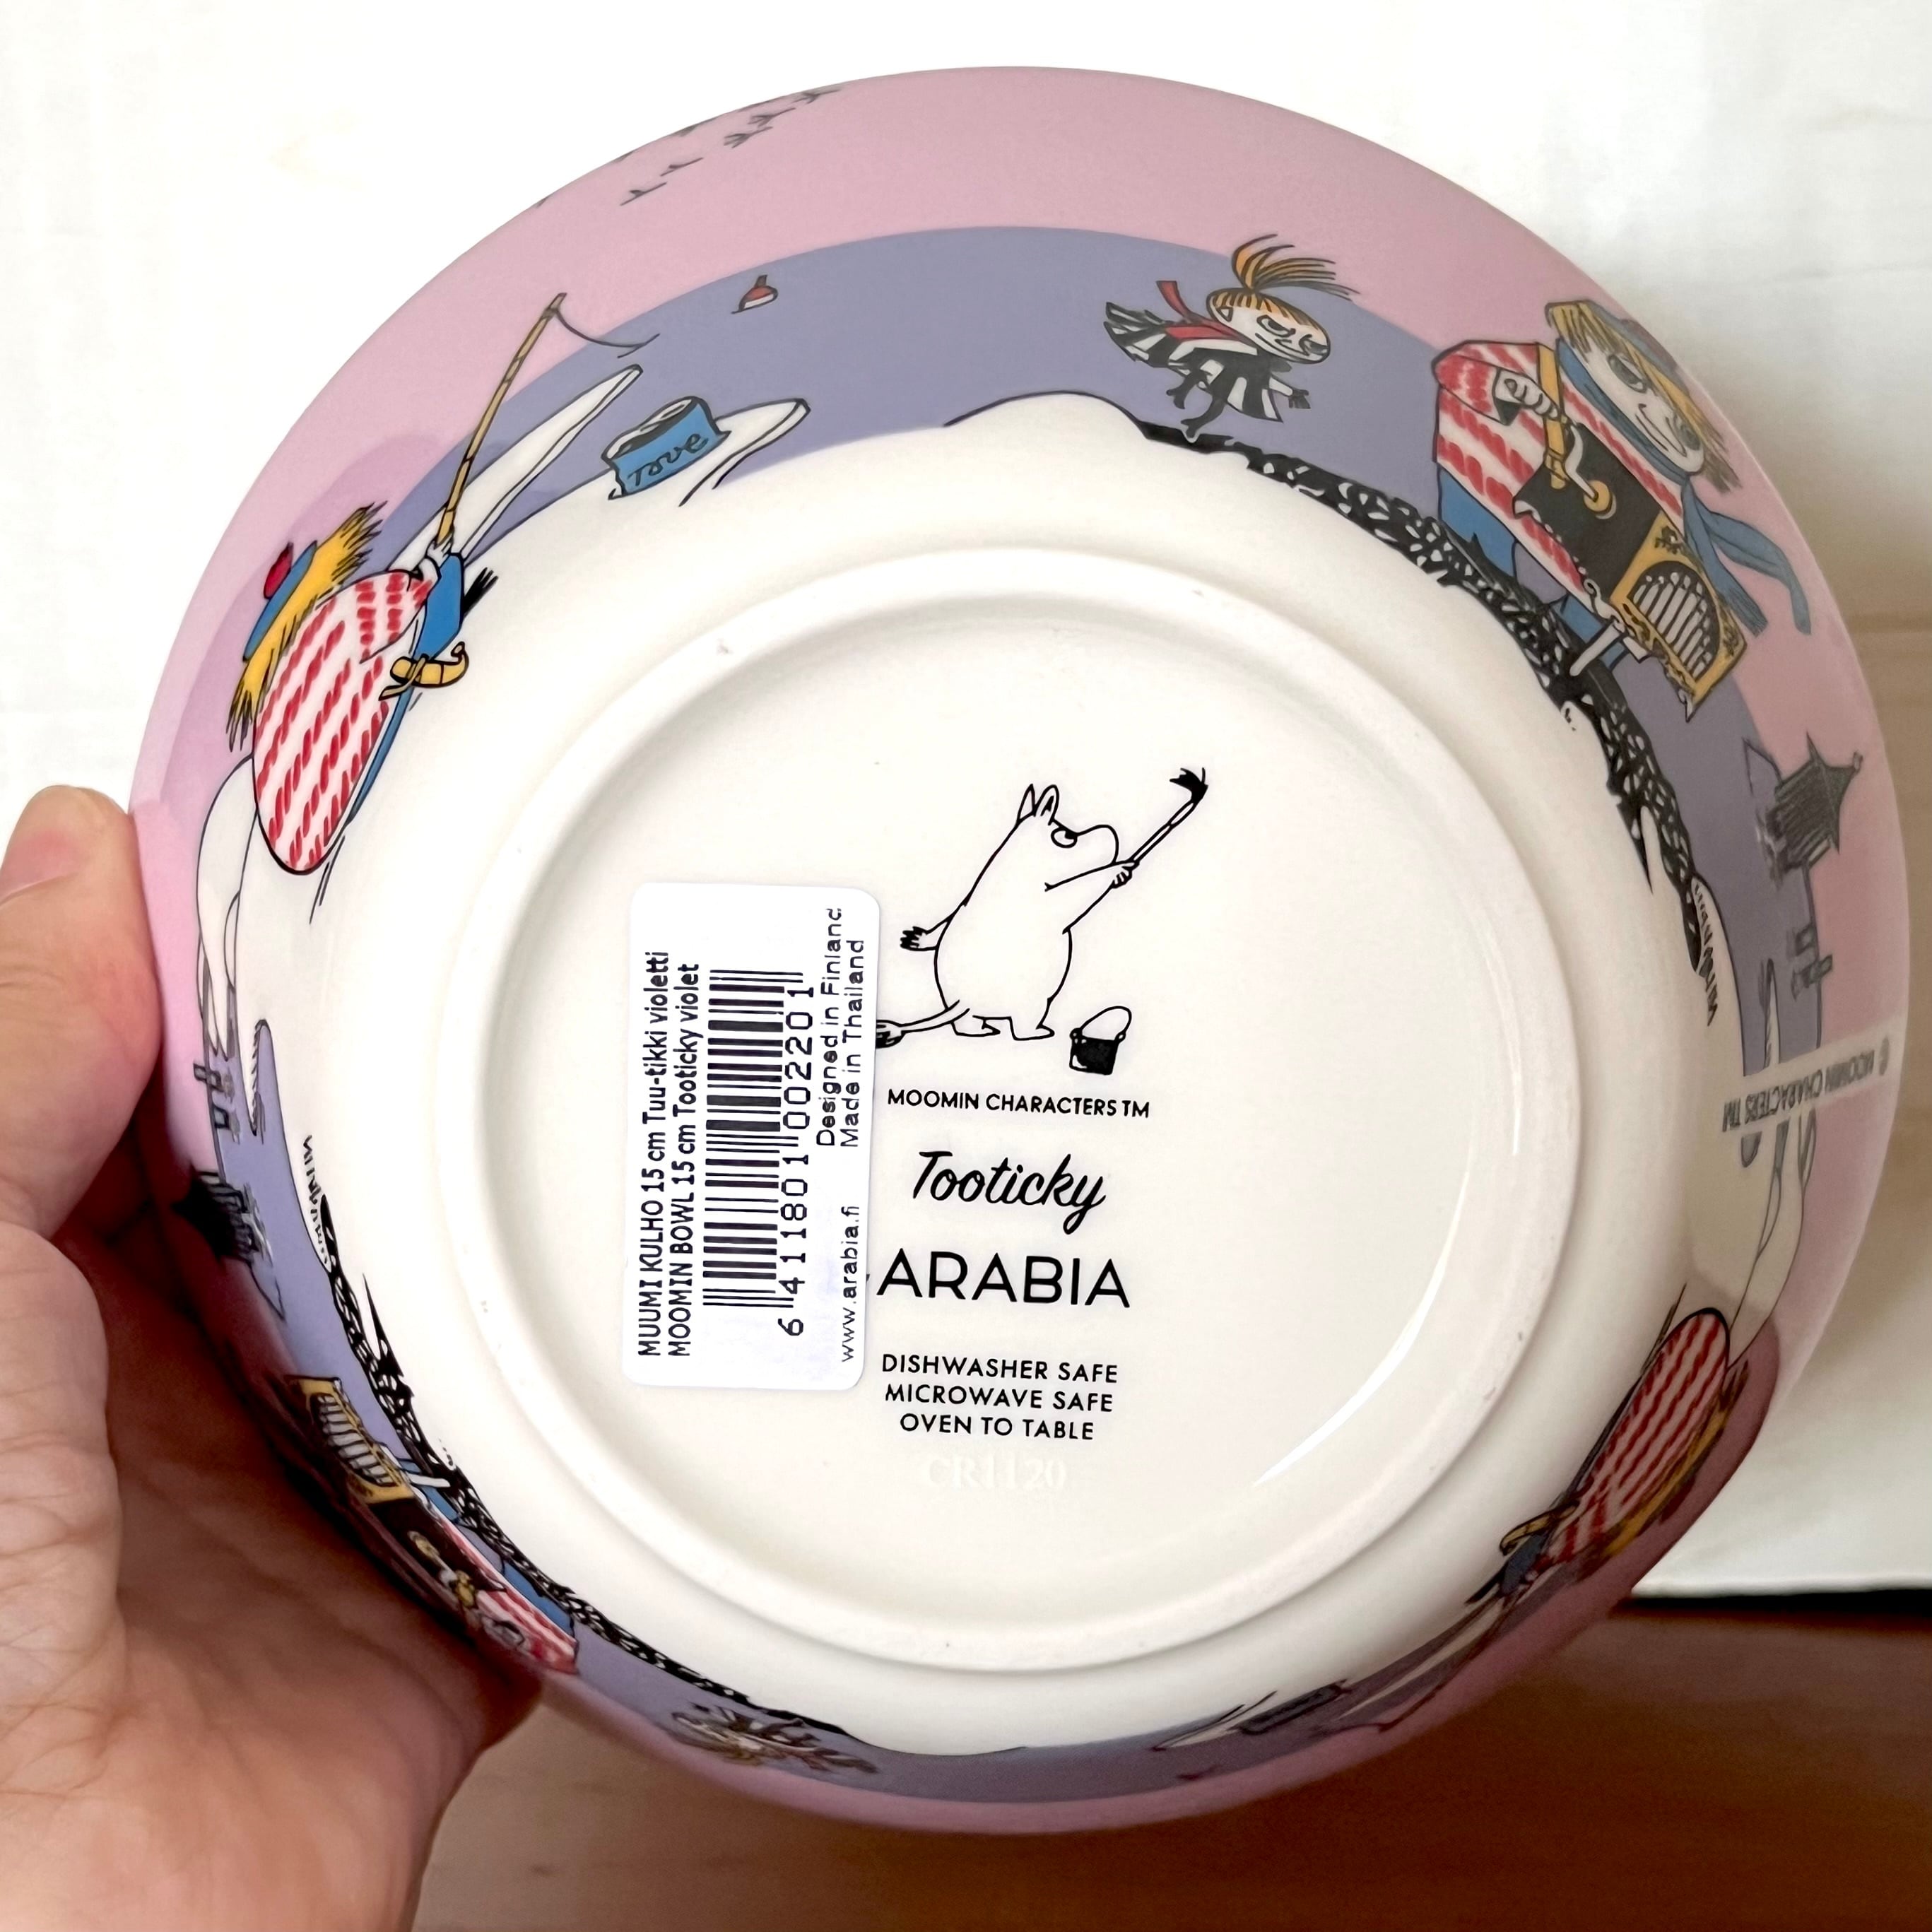 Tove
MUUMI KULHO 15 cm Tuu-tikki violetti
MOOMIN BOWL 15 cm Tooticky violet
6 411801 002201
Designed in Finland
www.arabia.fi Made in Thailand
MOOMIN CHARACTERS TM
Tooticky
ARABIA
DISHWASHER SAFE
MICROWAVE SAFE
OVEN TO TABLE
CR1120
© MOOMIN CHARACTERS TM